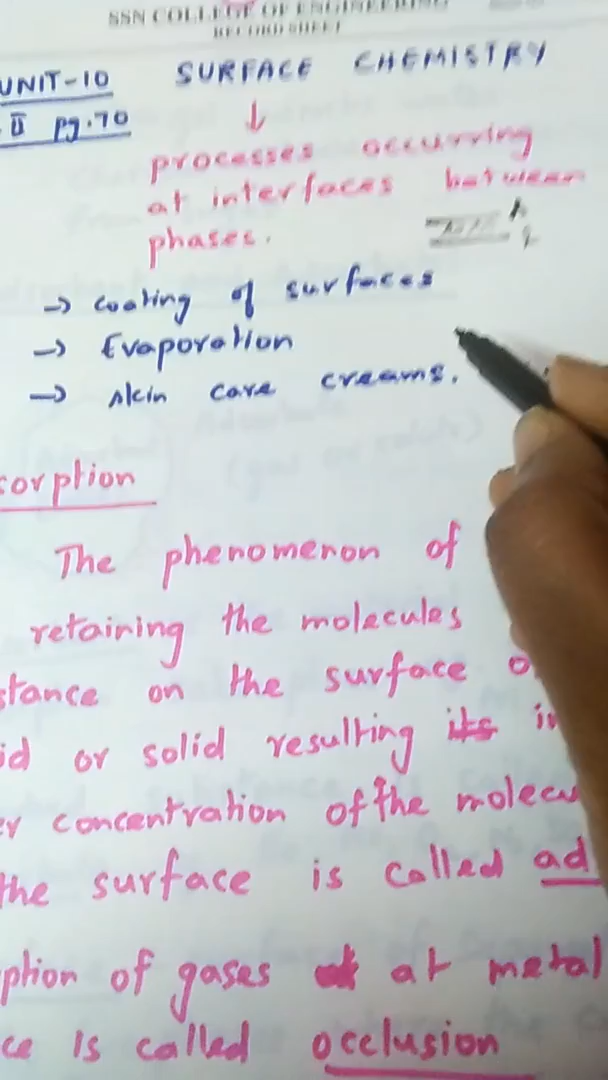 SSN COLLEGE OF ENGINEERING
RECORD SHEET
UNIT-10 SURFACE CHEMISTRY
II pg.70
↓
processes occurring
at interfaces between
phases.
→ coating of surfaces
→ Evaporation
→ skin care creams.
sorption
The phenomenon of
retaining the molecules
stance on the surface o
id or solid resulting its in
er concentration of the molecu
the surface is called ad
ption of gases at metal
ce is called occlusion